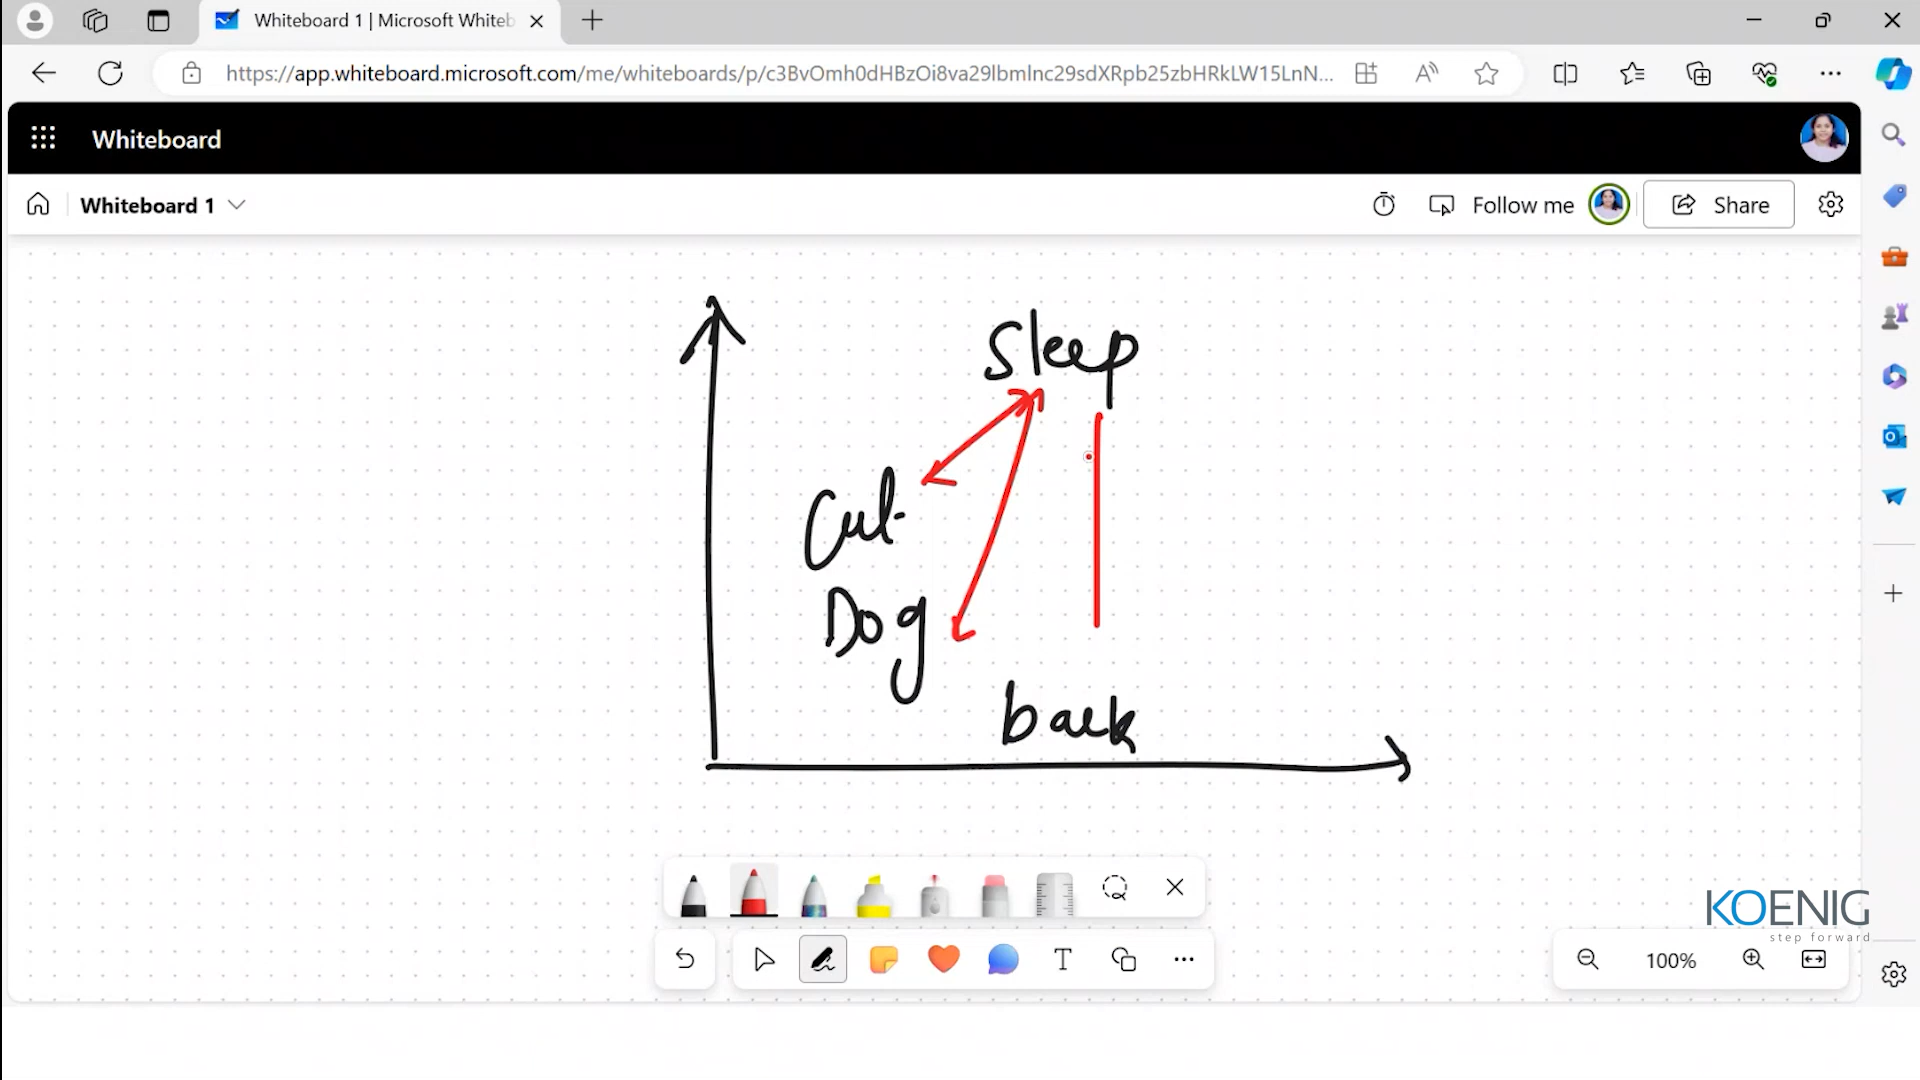 Whiteboard 1 | Microsoft Whiteb
https://app.whiteboard.microsoft.com/me/whiteboards/p/c3BvOmh0dHBzOi8va29lbmlnc29sdXRpb25zbHRkLW15LnN...
Whiteboard
Whiteboard 1
Follow me
Share
Sleep
Cat
Dog
bark
KOENIG
step forward
100%